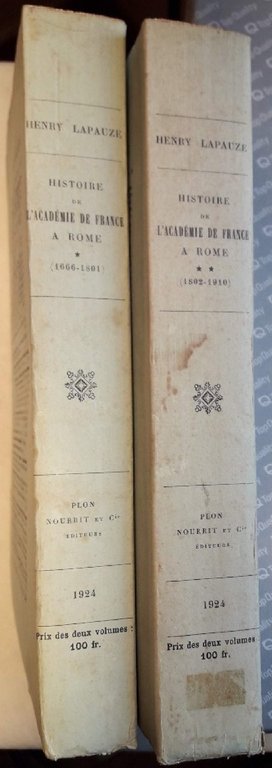 HENRY LAPAUZE
HISTOIRE
DE
L'ACADÉMIE DE FRANCE
A ROME
*
(1666-1801)
PLON
NOURRIT ET Cie
ÉDITEURS
1924
Prix des deux volumes :
100 fr.
HENRY LAPAUZE
HISTOIRE
DE
L'ACADÉMIE DE FRANCE
A ROME
* *
(1802-1910)
PLON
NOURRIT ET Cie
ÉDITEURS
1924
Prix des deux volumes
100 fr.
TopQuality